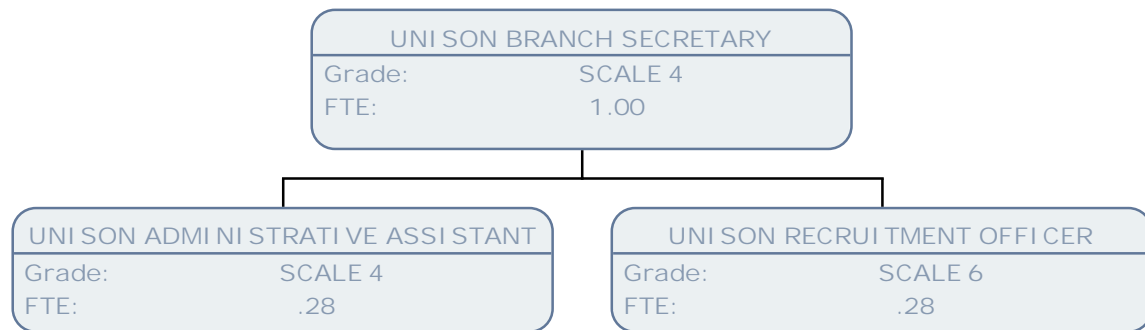 UNISON BRANCH SECRETARY
Grade: SCALE 4
FTE: 1.00
UNISON ADMINISTRATIVE ASSISTANT
Grade: SCALE 4
FTE: .28
UNISON RECRUITMENT OFFICER
Grade: SCALE 6
FTE: .28